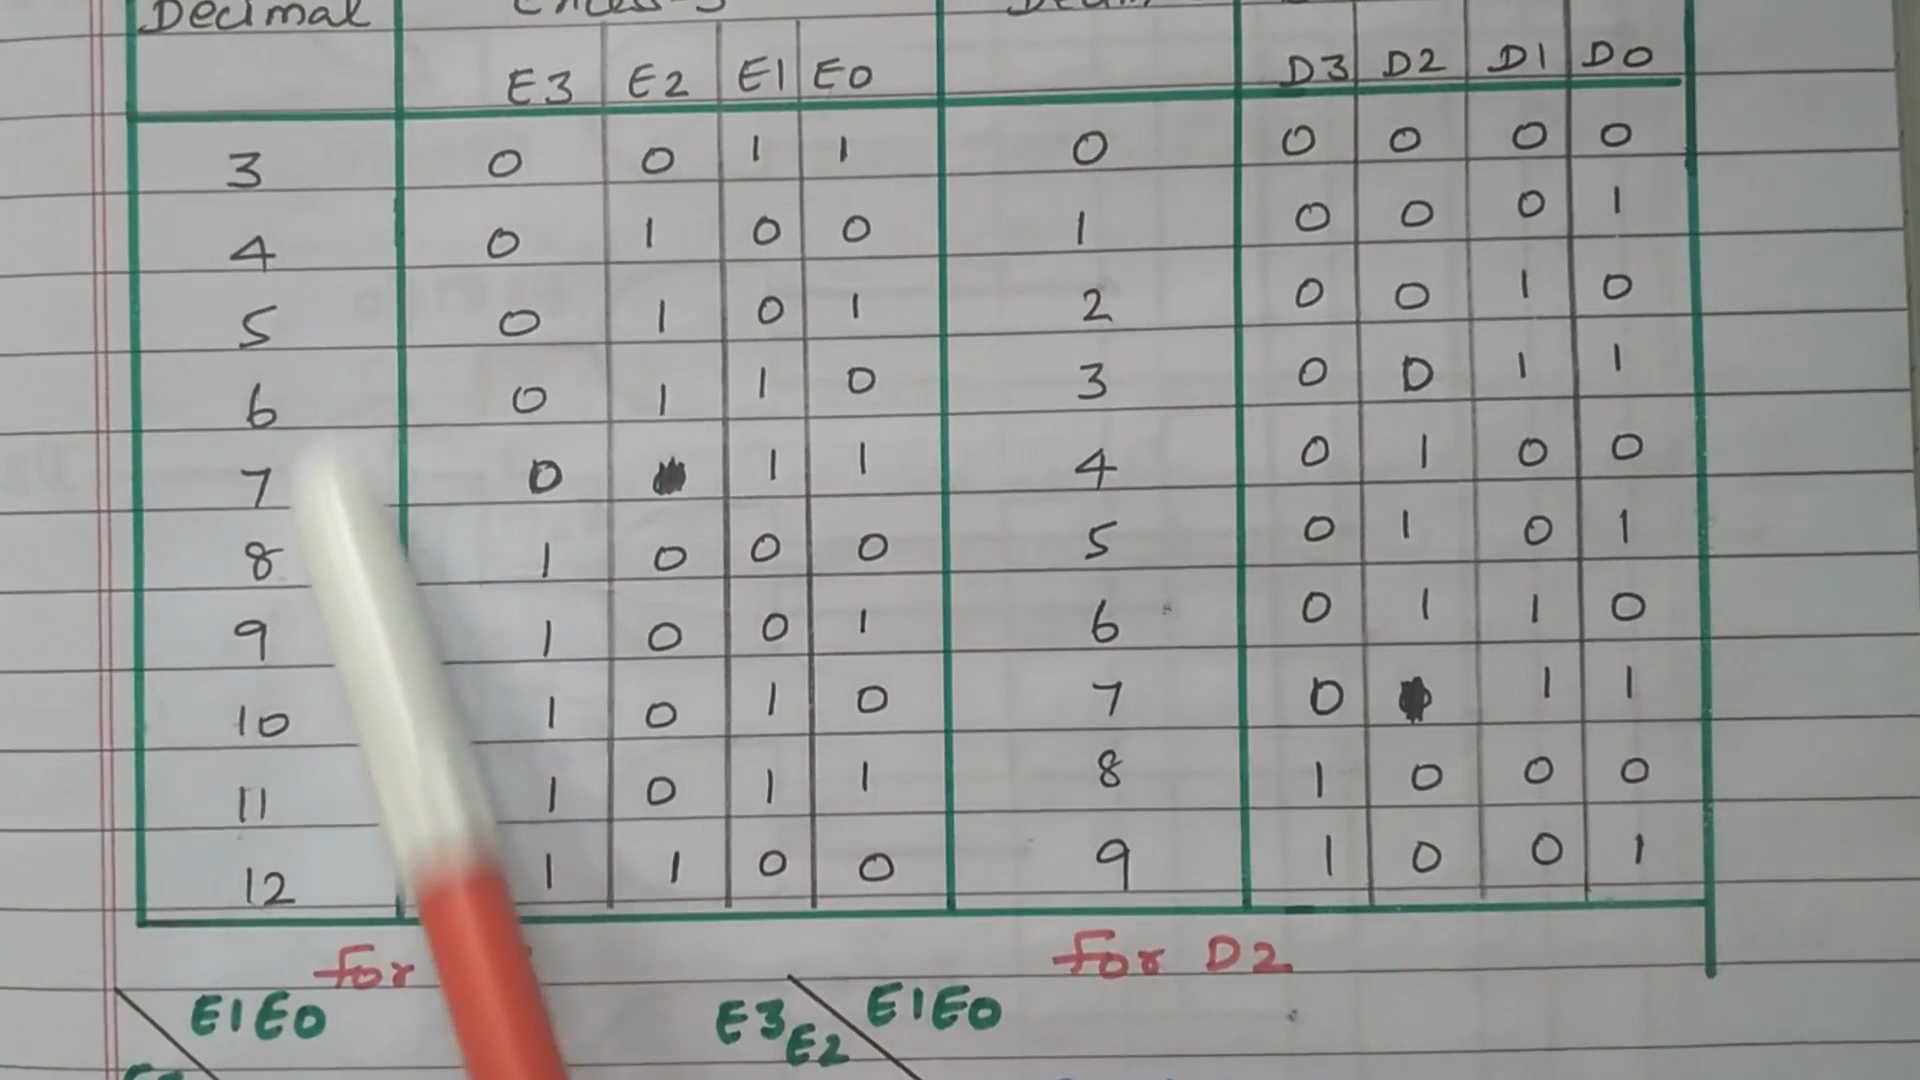 Decimal
E3 E2 E1 E0 D3 D2 D1 D0
3 0 0 1 1 0 0 0 0 0
4 0 1 0 0 1 0 0 0 1
5 0 1 0 1 2 0 0 1 0
6 0 1 1 0 3 0 0 1 1
7 0 1 1 4 0 1 0 0
8 1 0 0 0 5 0 1 0 1
9 1 0 0 1 6 0 1 1 0
10 1 0 1 0 7 0 1 1
11 1 0 1 1 8 1 0 0 0
12 1 1 0 0 9 1 0 0 1
for for D2
E1E0 E3 E2 E1E0